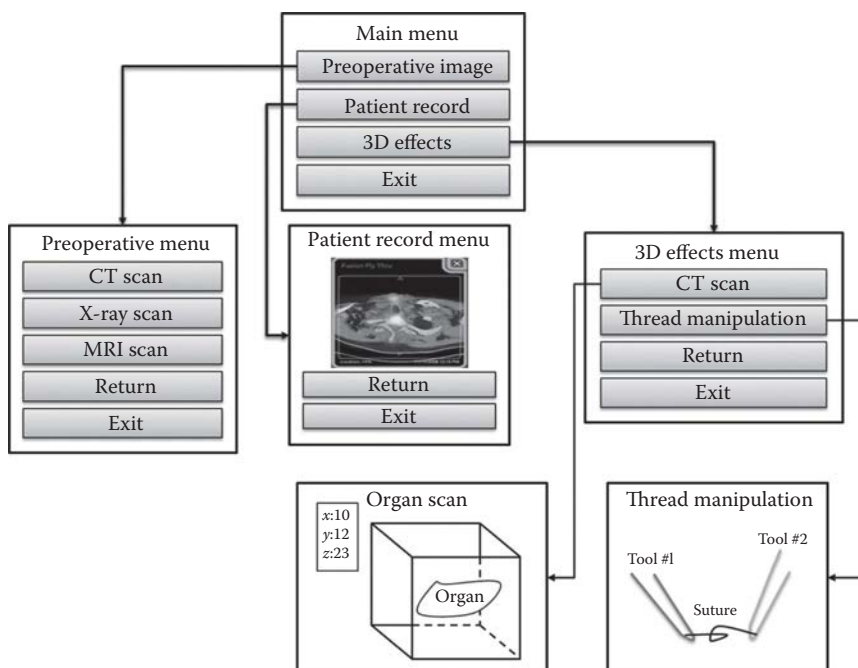 Main menu
Preoperative image
Patient record
3D effects
Exit
Preoperative menu
CT scan
X-ray scan
MRI scan
Return
Exit
Patient record menu
Return
Exit
3D effects menu
CT scan
Thread manipulation
Return
Exit
Organ scan
x:10
y:12
z:23
Organ
Thread manipulation
Tool #1
Tool #2
Suture